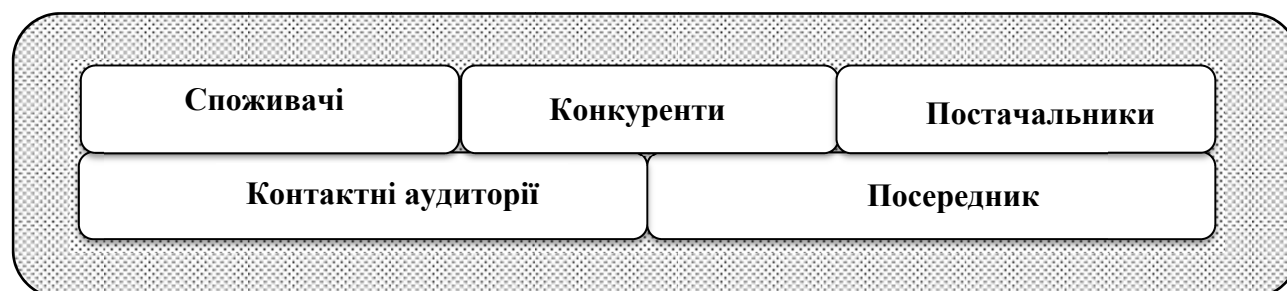 Споживачі
Конкуренти
Постачальники
Контактні аудиторії
Посередник